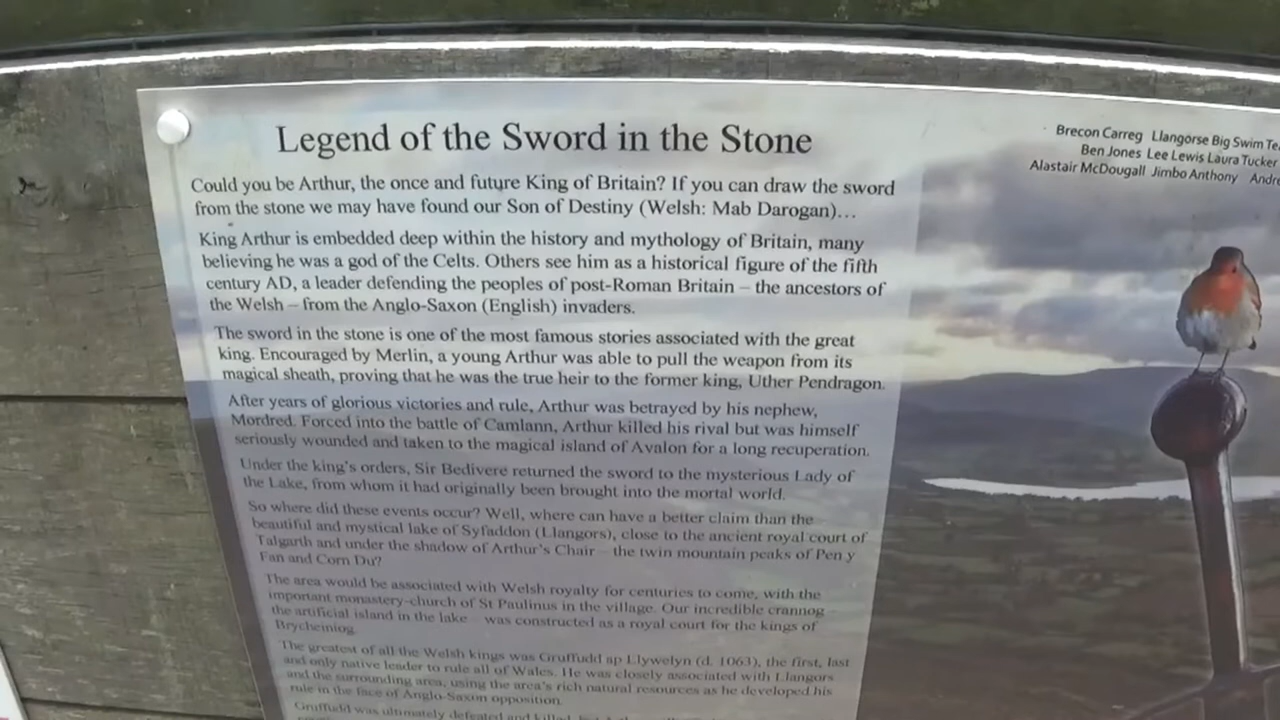 Legend of the Sword in the Stone
Could you be Arthur, the once and future King of Britain? If you can draw the sword
from the stone we may have found our Son of Destiny (Welsh: Mab Darogan)…
King Arthur is embedded deep within the history and mythology of Britain, many
believing he was a god of the Celts. Others see him as a historical figure of the fifth
century AD, a leader defending the peoples of post-Roman Britain – the ancestors of
the Welsh – from the Anglo-Saxon (English) invaders.
The sword in the stone is one of the most famous stories associated with the great
king. Encouraged by Merlin, a young Arthur was able to pull the weapon from its
magical sheath, proving that he was the true heir to the former king, Uther Pendragon.
After years of glorious victories and rule, Arthur was betrayed by his nephew,
Mordred. Forced into the battle of Camlann, Arthur killed his rival but was himself
seriously wounded and taken to the magical island of Avalon for a long recuperation.
Under the king's orders, Sir Bedivere returned the sword to the mysterious Lady of
the Lake, from whom it had originally been brought into the mortal world.
So where did these events occur? Well, where can have a better claim than the
beautiful and mystical lake of Syfaddon (Llangors), close to the ancient royal court of
Talgarth and under the shadow of Arthur's Chair – the twin mountain peaks of Pen y
Fan and Corn Du?
The area would be associated with Welsh royalty for centuries to come, with the
important monastery-church of St Paulinus in the village. Our incredible crannog –
the artificial island in the lake – was constructed as a royal court for the kings of
Brycheiniog.
The greatest of all the Welsh kings was Gruffudd ap Llywelyn (d. 1063), the first, last
and only native leader to rule all of Wales. He was closely associated with Llangors
and the surrounding area, using the area's rich natural resources as he developed his
rule in the face of Anglo-Saxon opposition.
Gruffudd was ultimately defeated and killed,
Brecon Carreg Llangorse Big Swim Te
Ben Jones Lee Lewis Laura Tucker
Alastair McDougall Jimbo Anthony Andre